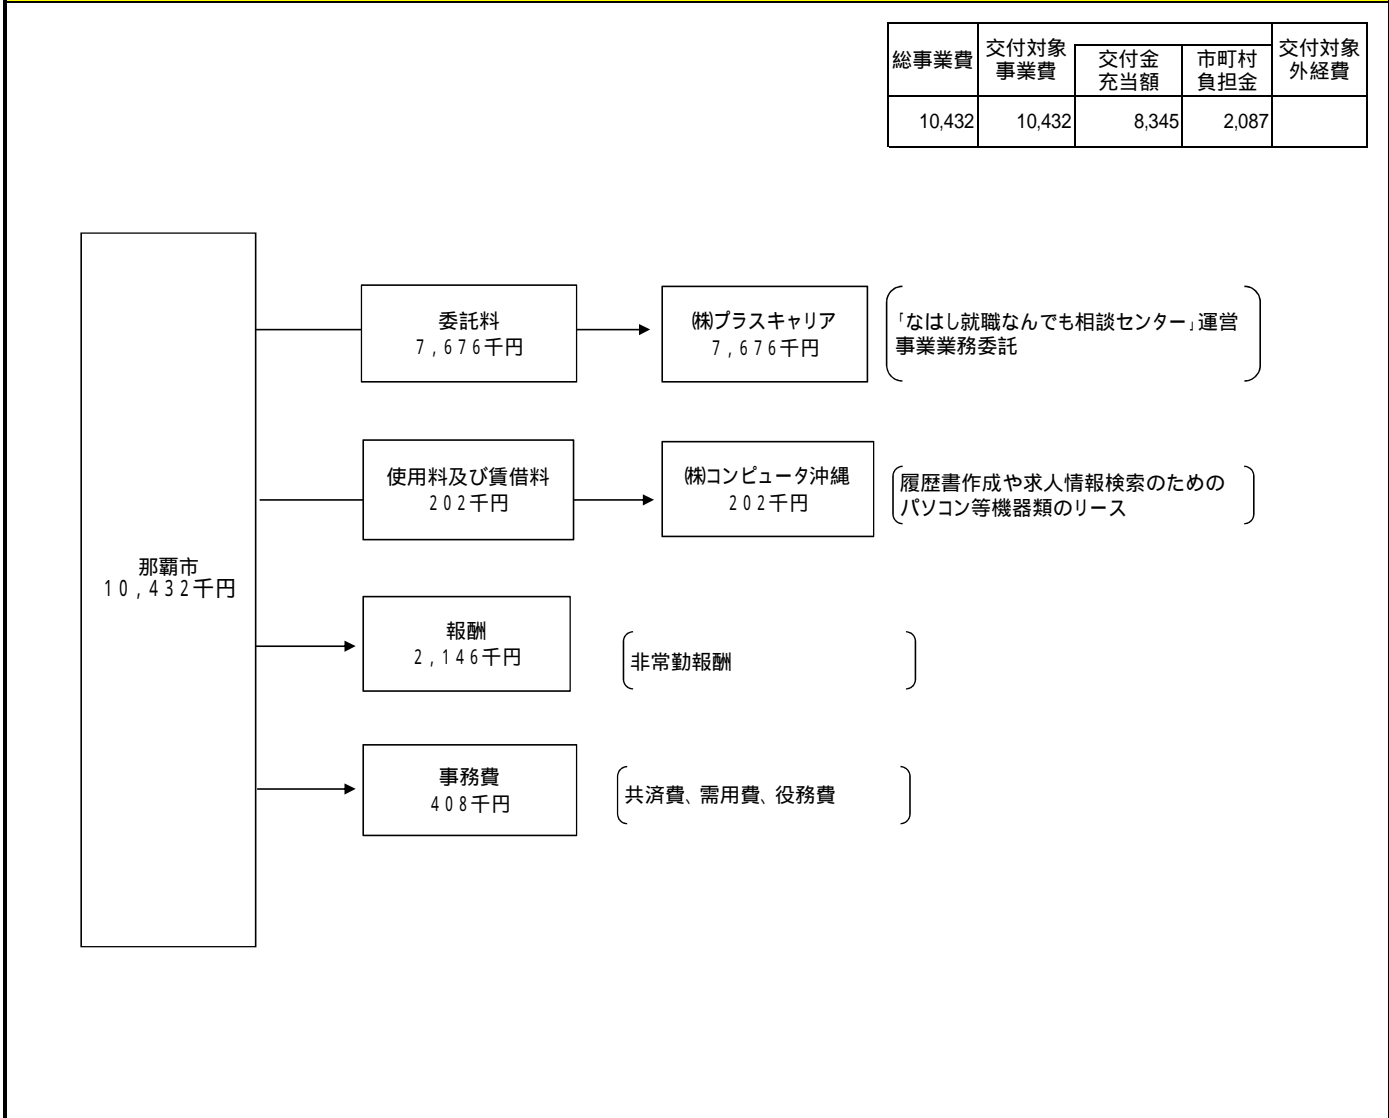 総事業費
交付対象
事業費
交付金
充当額
市町村
負担金
交付対象
外経費
10,432
10,432
8,345
2,087
那覇市
10,432千円
委託料
7,676千円
㈱プラスキャリア
7,676千円
「なはし就職なんでも相談センター」運営
事業業務委託
使用料及び賃借料
202千円
㈱コンピュータ沖縄
202千円
履歴書作成や求人情報検索のための
パソコン等機器類のリース
報酬
2,146千円
非常勤報酬
事務費
408千円
共済費、需用費、役務費